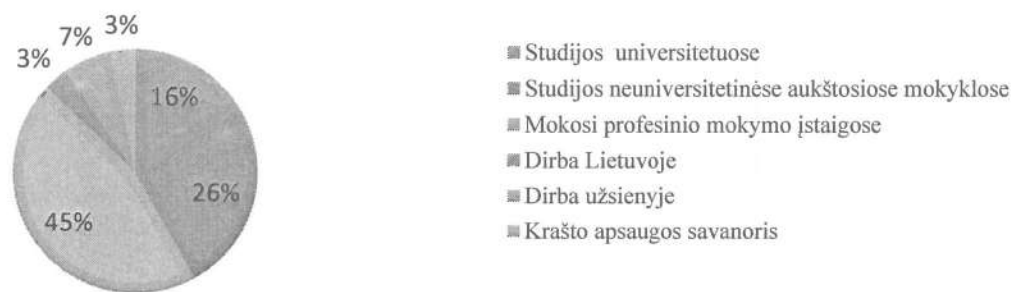 7%
3%
3%
16%
26%
45%
Studijos universitetuose
Studijos neuniversitetinėse aukštosiose mokyklose
Mokosi profesinio mokymo įstaigose
Dirba Lietuvoje
Dirba užsienyje
Krašto apsaugos savanoris